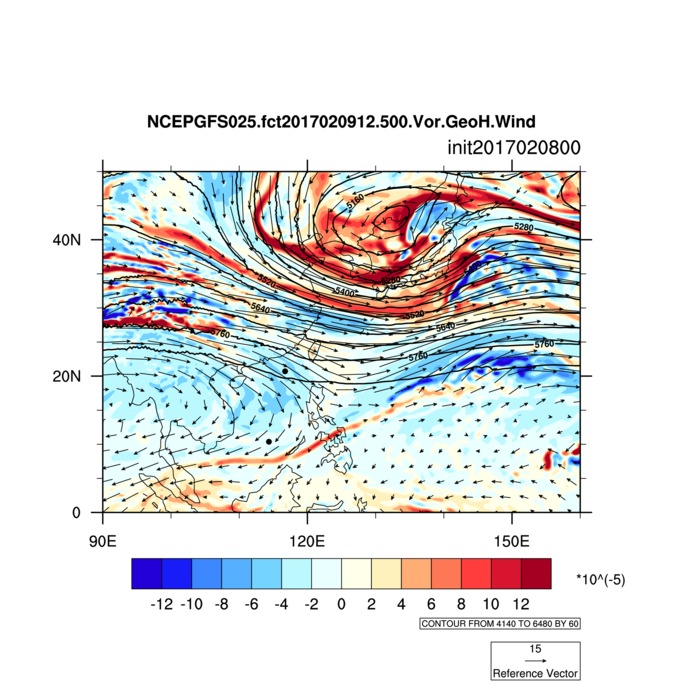 NCEPGFS025.fct2017020912.500.Vor.GeoH.Wind
init2017020800
5160
5280
40N
5280
5520
5400
5640
5520
5640
5760
5760
5760
20N
0
90E 120E 150E
-12 -10 -8 -6 -4 -2 0 2 4 6 8 10 12
*10^(-5)
CONTOUR FROM 4140 TO 6480 BY 60
15
Reference Vector